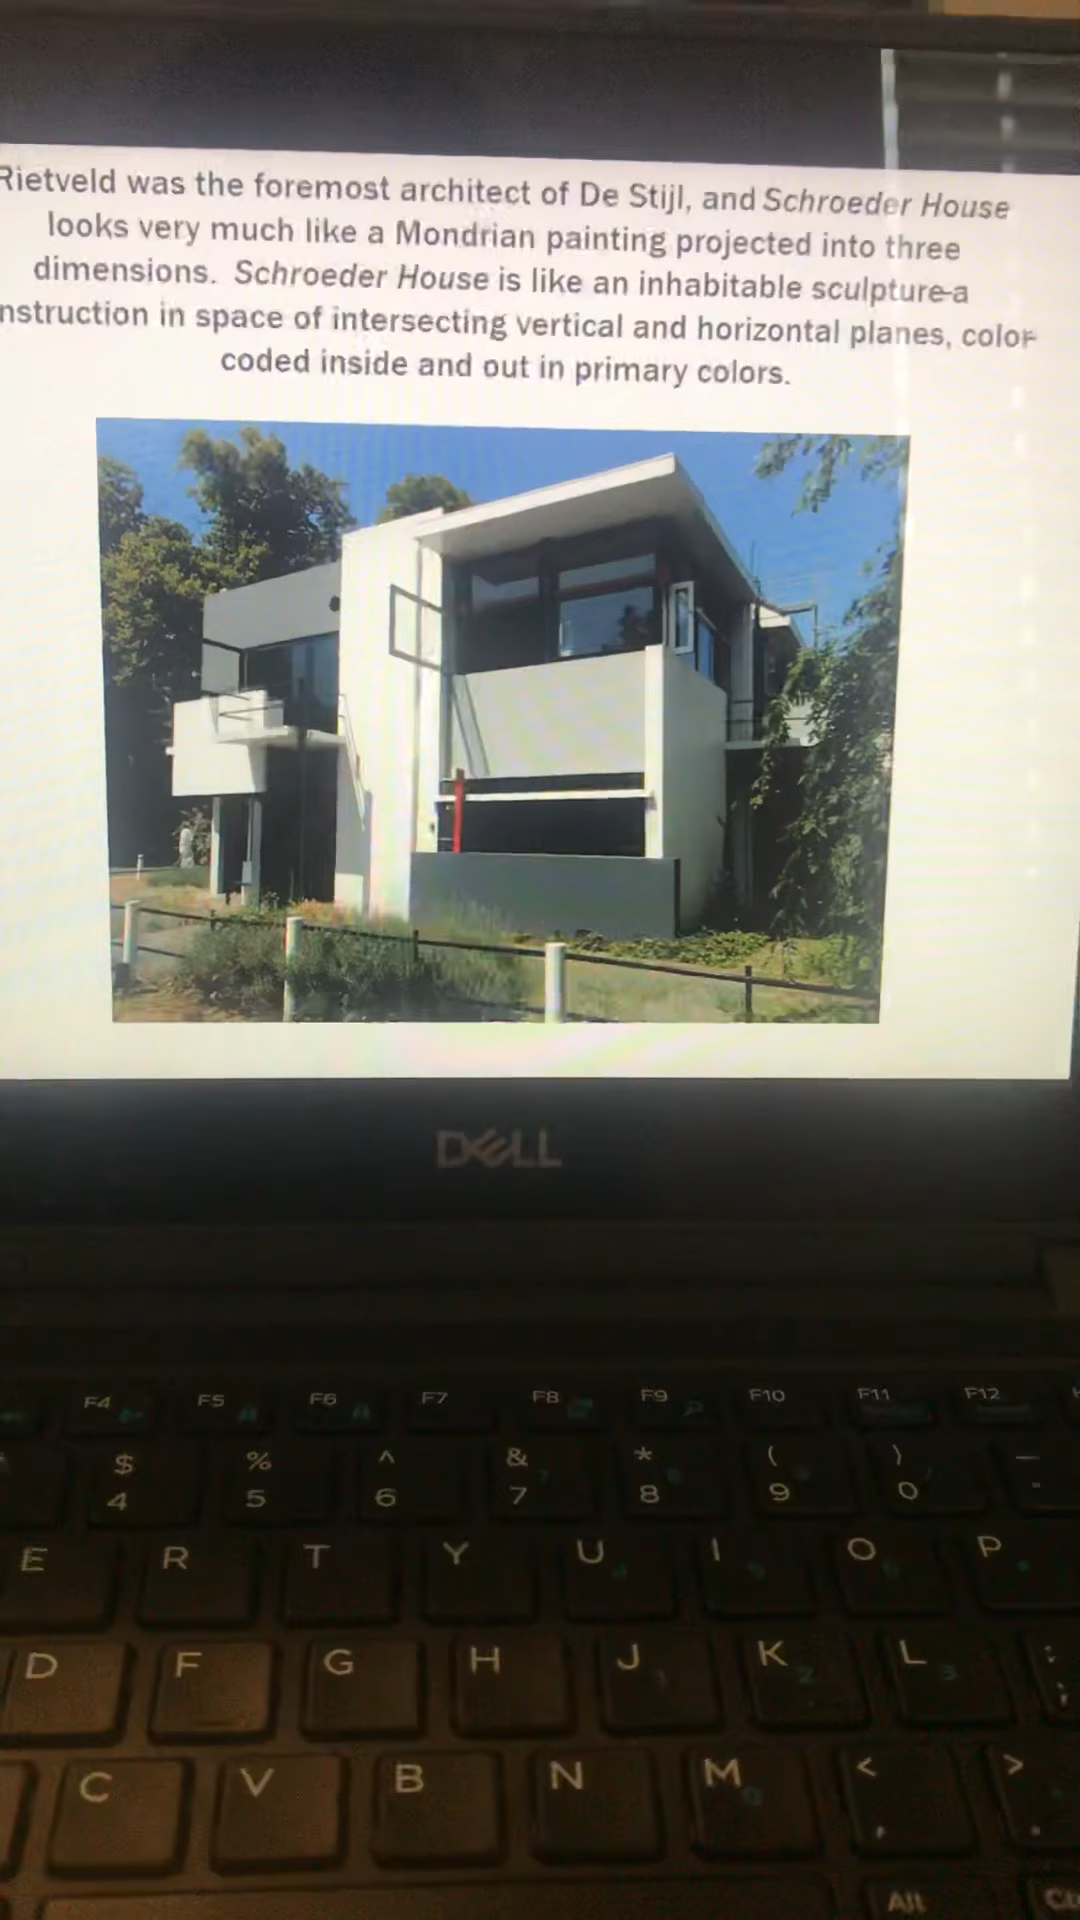 Rietveld was the foremost architect of De Stijl, and Schroeder House
looks very much like a Mondrian painting projected into three
dimensions. Schroeder House is like an inhabitable sculpture-a
nstruction in space of intersecting vertical and horizontal planes, color-
coded inside and out in primary colors.
DELL
F4 F5 F6 F7 F8 F9 F10 F11 F12
$ % ^ & * ( ) —
4 5 6 7 8 9 0 -
E R T Y U I O P
D F G H J K L : ;
2 3
C V B N M < >
, .
Alt